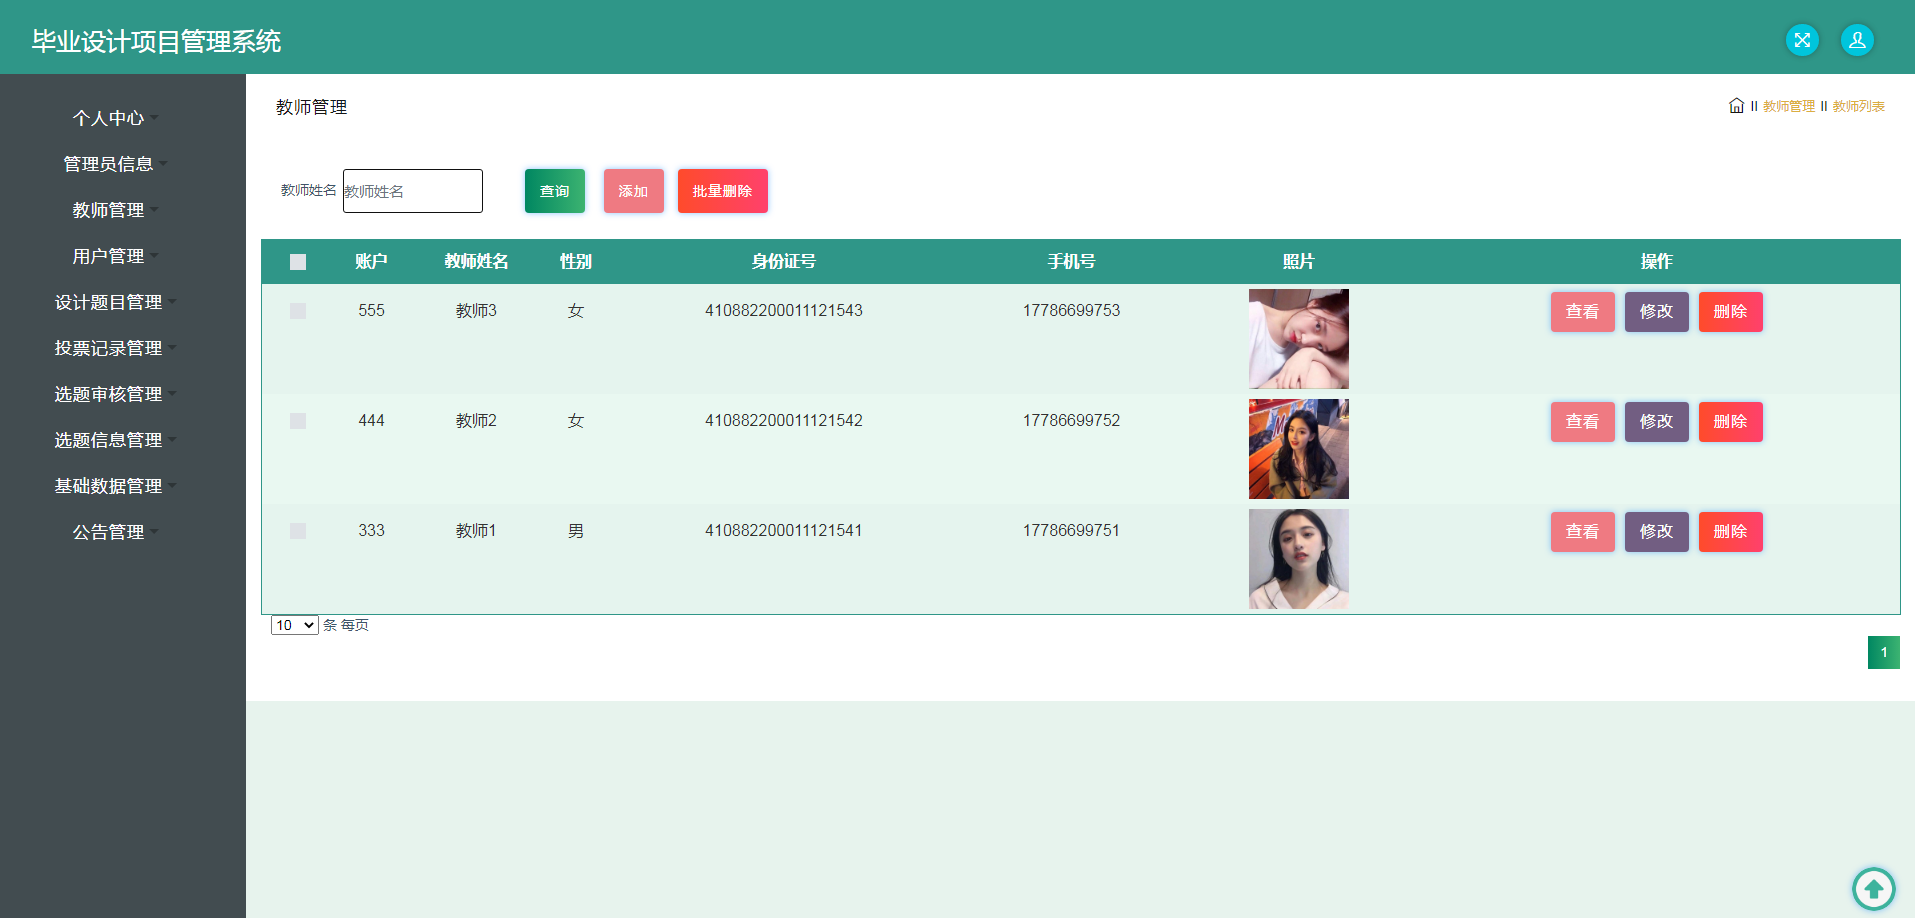 毕业设计项目管理系统
个人中心
管理员信息
教师管理
用户管理
设计题目管理
投票记录管理
选题审核管理
选题信息管理
基础数据管理
公告管理
教师管理
教师管理 教师列表
教师姓名 教师姓名 查询 添加 批量删除
账户 教师姓名 性别 身份证号 手机号 照片 操作
555 教师3 女 410882200011121543 17786699753 查看 修改 删除
444 教师2 女 410882200011121542 17786699752 查看 修改 删除
333 教师1 男 410882200011121541 17786699751 查看 修改 删除
10 条 每页
1